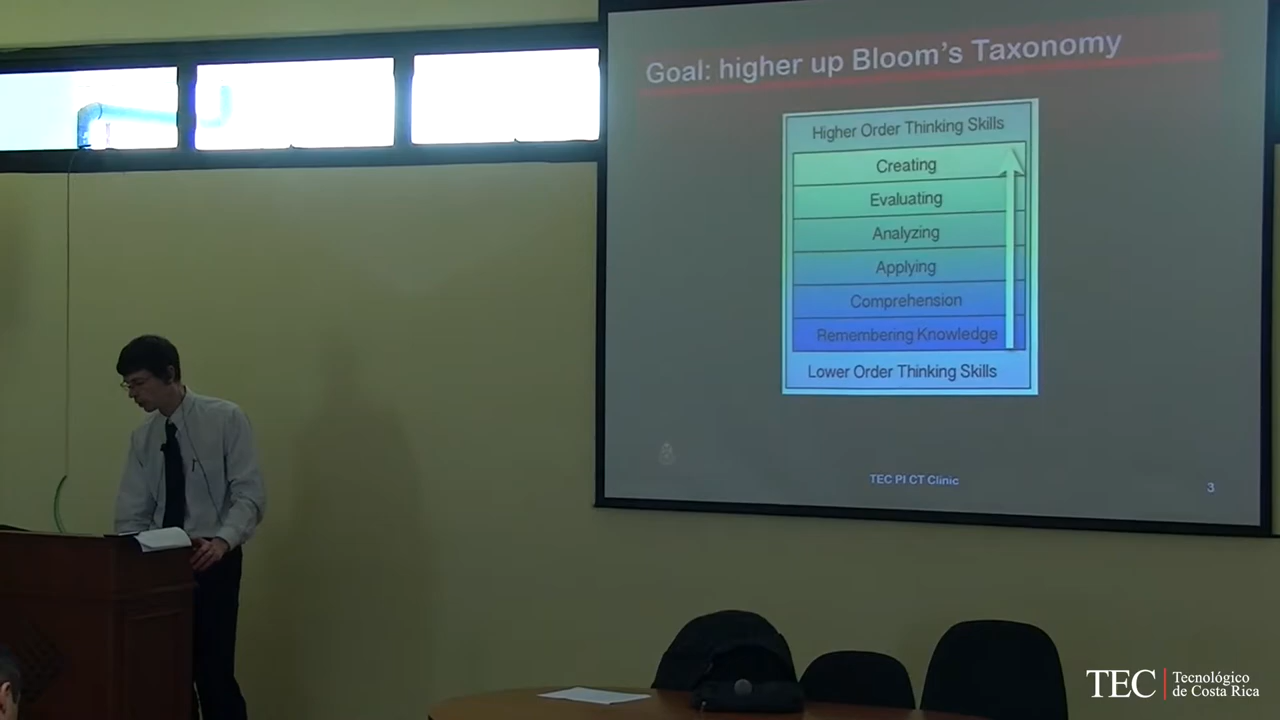 Goal: higher up Bloom's Taxonomy
Higher Order Thinking Skills
Creating
Evaluating
Analyzing
Applying
Comprehension
Remembering Knowledge
Lower Order Thinking Skills
TEC PI CT Clinic
3
TEC Tecnológico
de Costa Rica